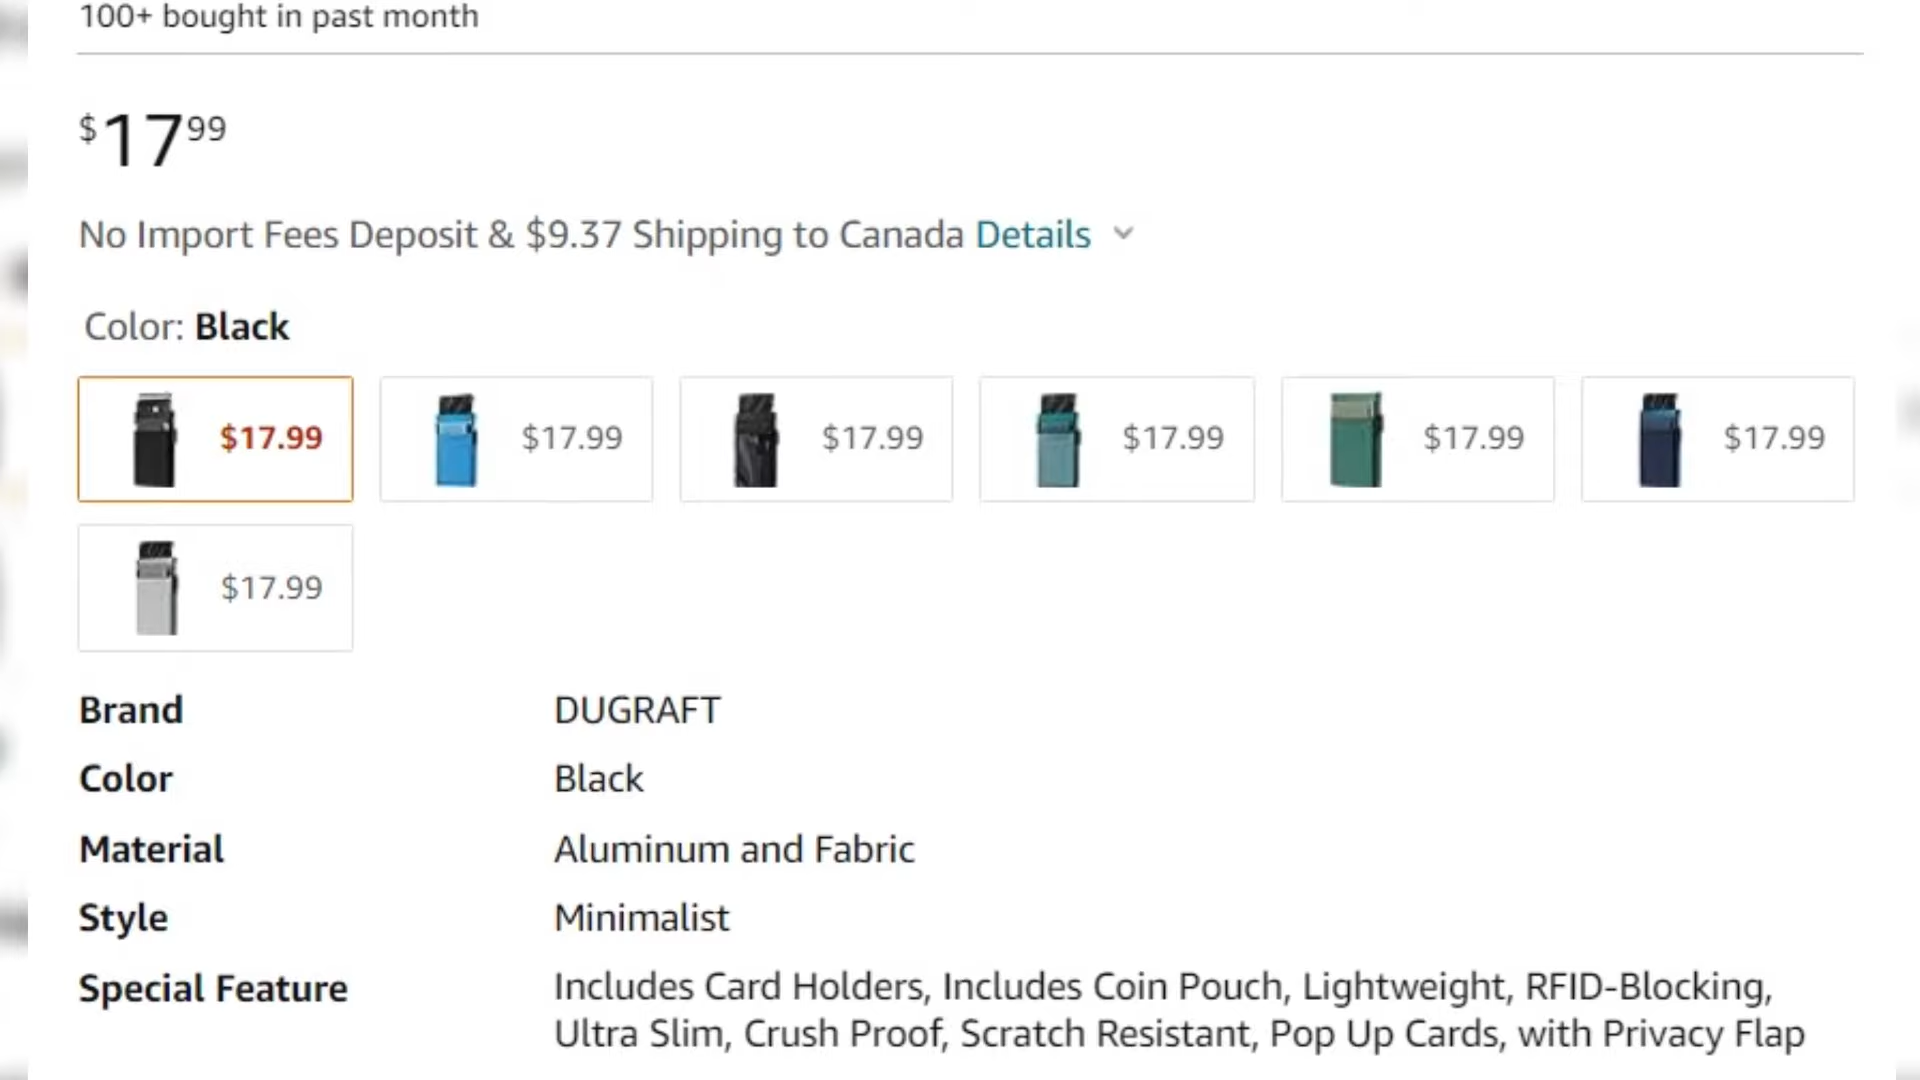 100+ bought in past month
$17.99
No Import Fees Deposit & $9.37 Shipping to Canada Details
Color: Black
$17.99 $17.99 $17.99 $17.99 $17.99 $17.99
$17.99
Brand DUGRAFT
Color Black
Material Aluminum and Fabric
Style Minimalist
Special Feature Includes Card Holders, Includes Coin Pouch, Lightweight, RFID-Blocking,
Ultra Slim, Crush Proof, Scratch Resistant, Pop Up Cards, with Privacy Flap